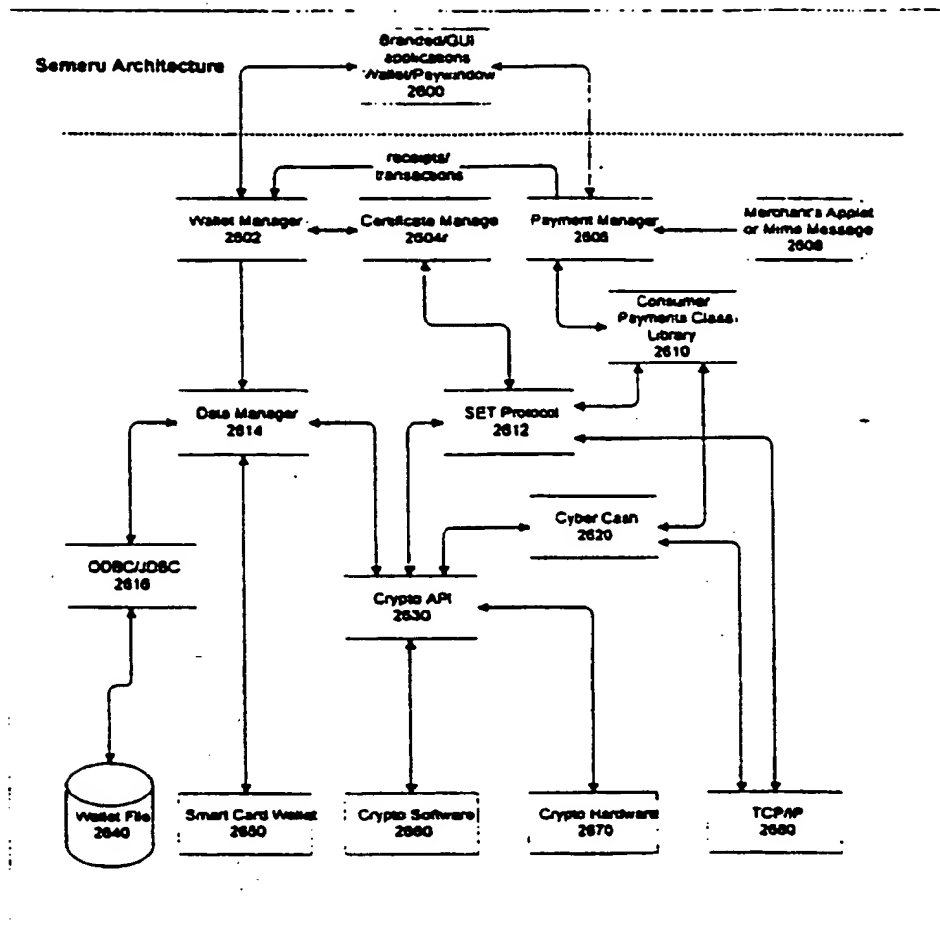 Semeru Architecture
Branded/GUI
applications
Wallet/Paywindow
2600
receipts/
transactions
Wallet Manager
2602
Certificate Manage
2604r
Payment Manager
2606
Merchant's Applet
or Mime Message
2608
Consumer
Payments Class
Library
2610
Data Manager
2614
SET Protocol
2612
Cyber Cash
2620
ODBC/JDBC
2616
Crypto API
2630
Wallet File
2640
Smart Card Wallet
2650
Crypto Software
2660
Crypto Hardware
2670
TCP/IP
2680